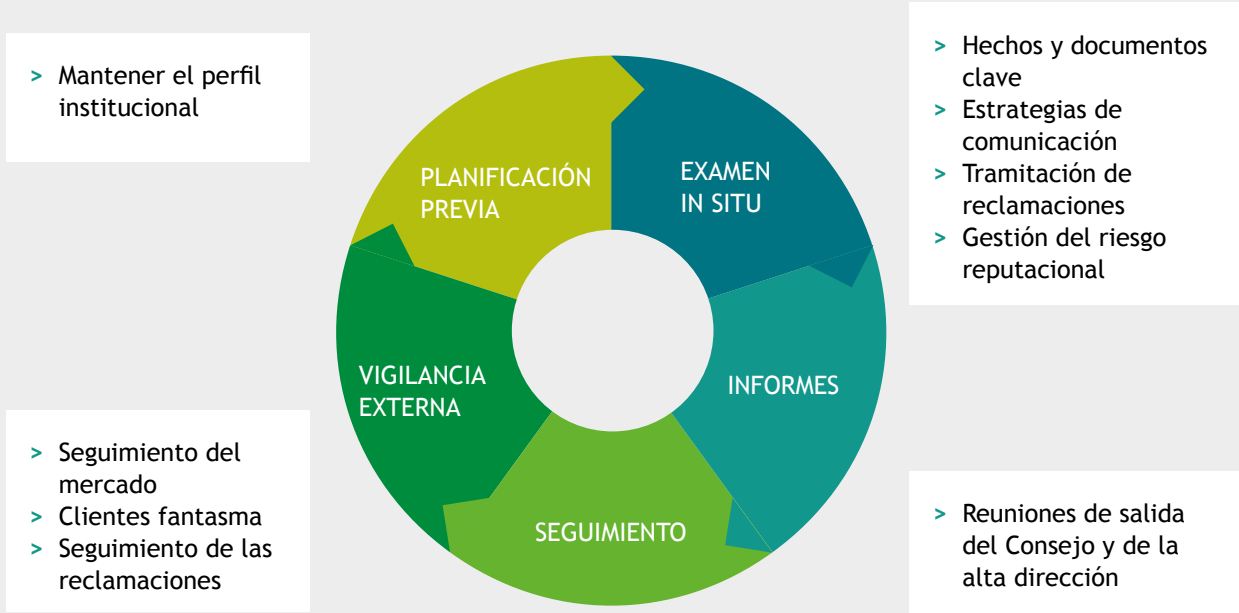 > Mantener el perfil
institucional
> Hechos y documentos
clave
> Estrategias de
comunicación
> Tramitación de
reclamaciones
> Gestión del riesgo
reputacional
PLANIFICACIÓN
PREVIA
EXAMEN
IN SITU
VIGILANCIA
EXTERNA
INFORMES
SEGUIMIENTO
> Seguimiento del
mercado
> Clientes fantasma
> Seguimiento de las
reclamaciones
> Reuniones de salida
del Consejo y de la
alta dirección